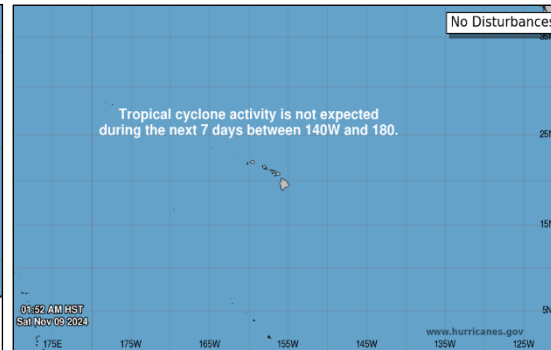 No Disturbances
35N
Tropical cyclone activity is not expected
during the next 7 days between 140W and 180.
25N
15N
01:52 AM HST
Sat Nov 09 2024
5N
www.hurricanes.gov
175E 175W 165W 155W 145W 135W 125W